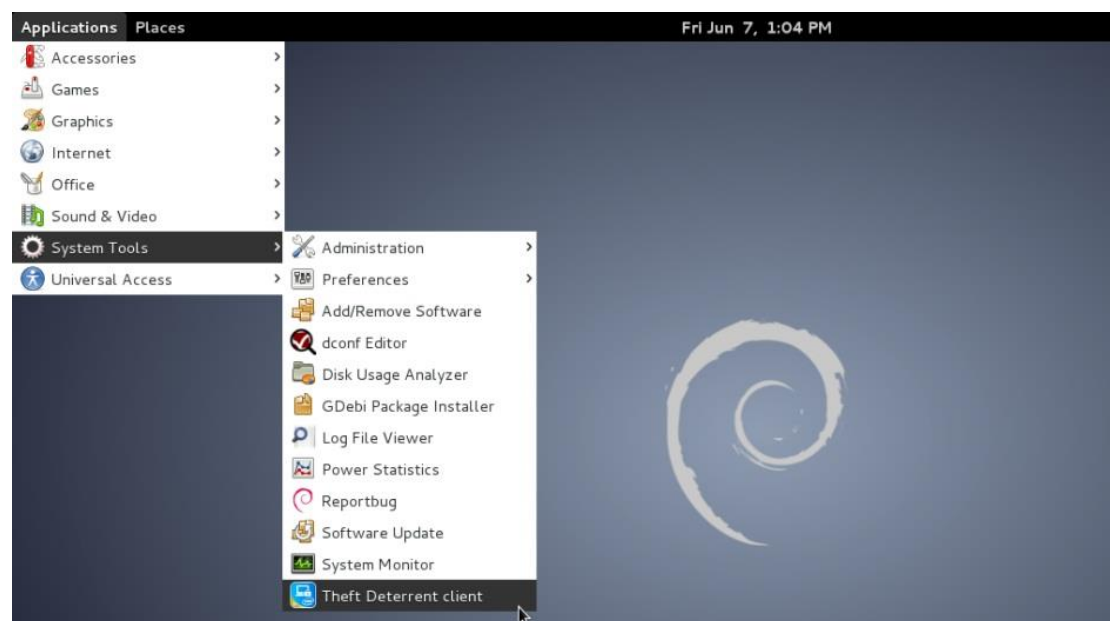 Applications Places Fri Jun 7, 1:04 PM
Accessories
Games
Graphics
Internet
Office
Sound & Video
System Tools
Universal Access
Administration
Preferences
Add/Remove Software
dconf Editor
Disk Usage Analyzer
GDebi Package Installer
Log File Viewer
Power Statistics
Reportbug
Software Update
System Monitor
Theft Deterrent client